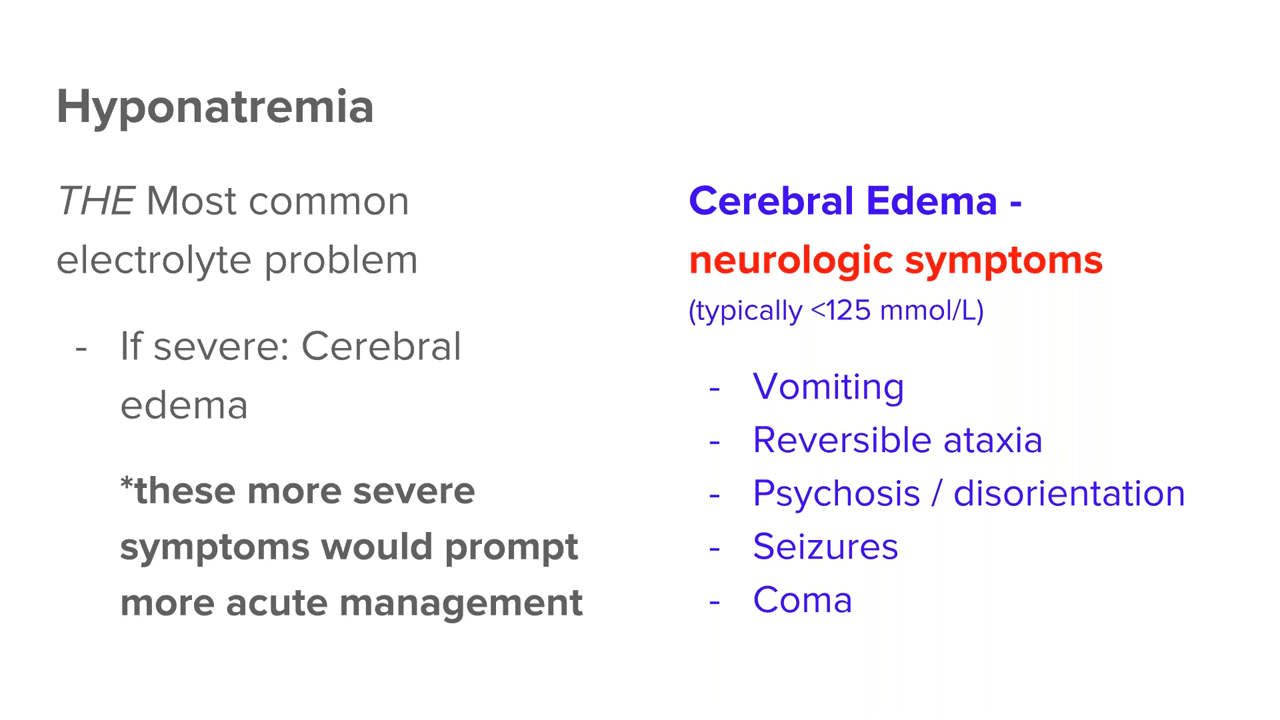 Hyponatremia
THE Most common
electrolyte problem
- If severe: Cerebral
edema
*these more severe
symptoms would prompt
more acute management
Cerebral Edema -
neurologic symptoms
(typically <125 mmol/L)
- Vomiting
- Reversible ataxia
- Psychosis / disorientation
- Seizures
- Coma